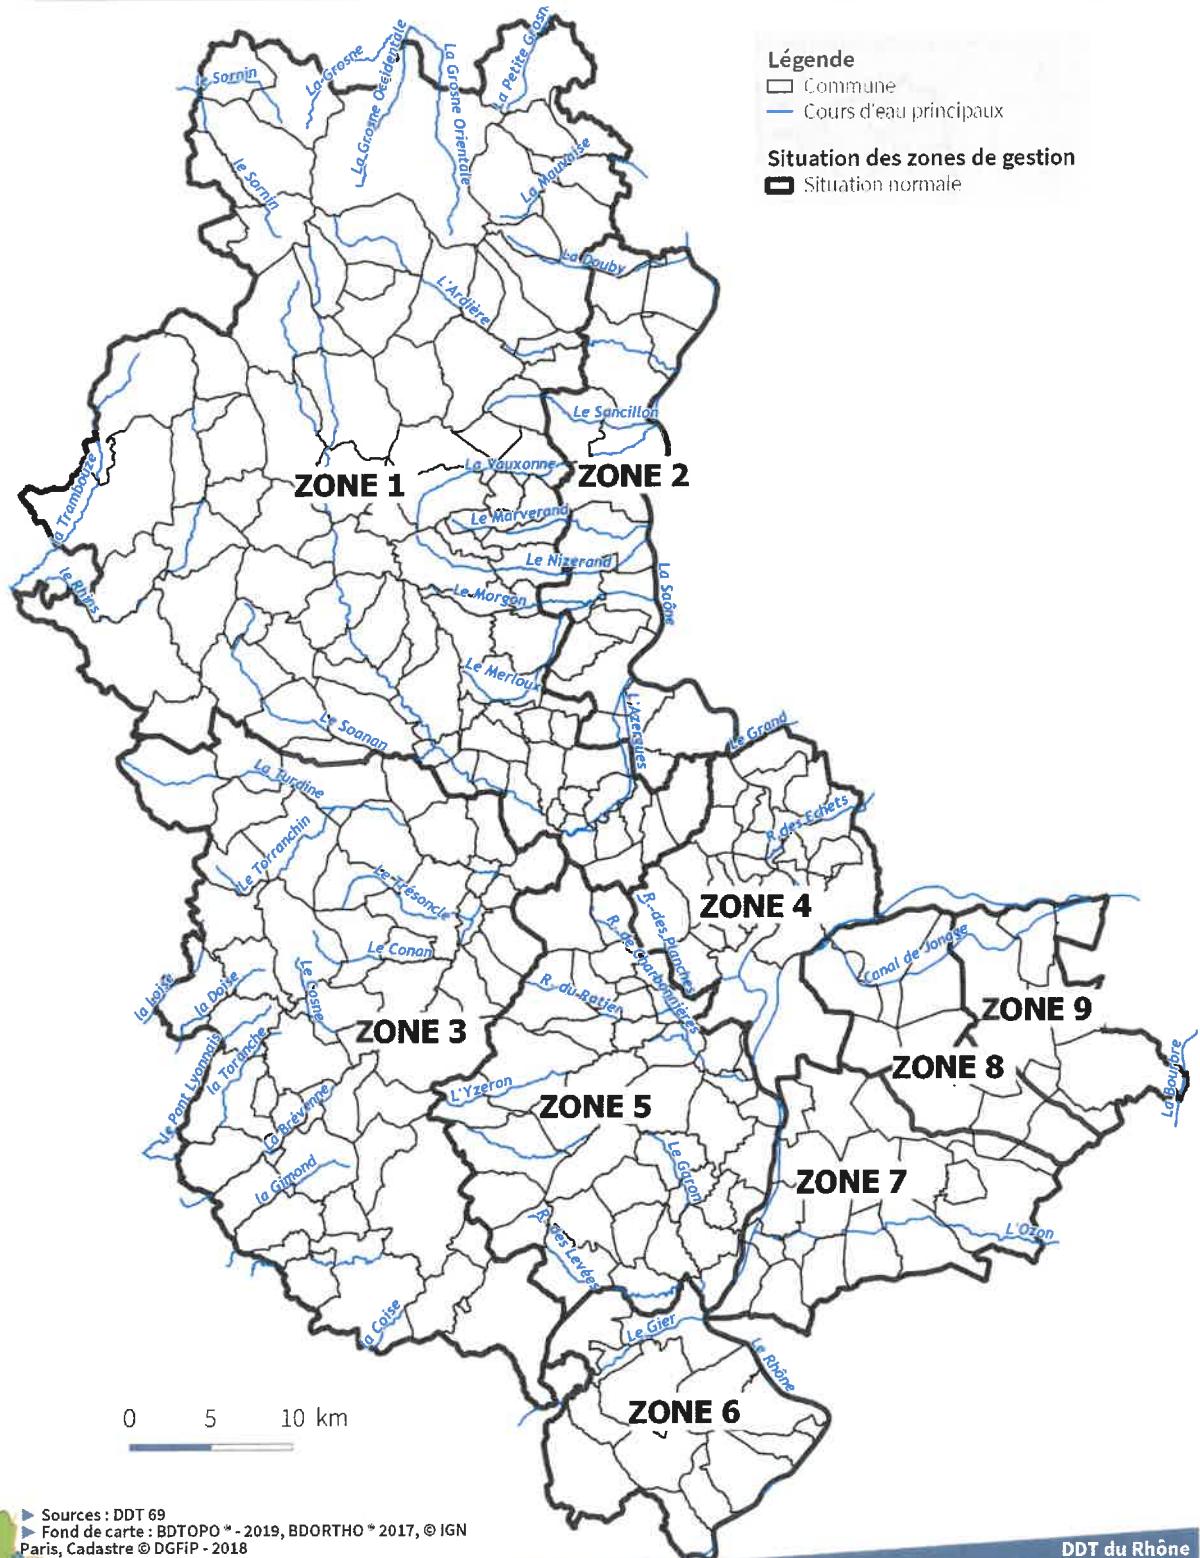 Légende
Commune
Cours d'eau principaux
Situation des zones de gestion
Situation normale
le Sornin
La Grosne
La Grosne Occidentale
La Grosne Orientale
La Petite Grosn
le Sornin
La Mauvaise
La Douby
L'Ardière
Le Sancillon
La Vauxonne
ZONE 1
ZONE 2
La Trambouze
Le Marverand
Le Nizerand
le Rhins
Le Morgon
La Saône
Le Merloux
L'Azergues
Le Soanan
Le Grand
La Turdine
R. des Echets
Le Torranchin
Le Trésoncle
ZONE 4
R. des Planches
R. de Charbonnières
Le Conan
Canal de Jonage
la Loise
la Doise
Le Cosne
R. du Ratier
ZONE 3
ZONE 9
le Pont Lyonnais
la Toranche
ZONE 8
La Bourbre
L'Yzeron
ZONE 5
La Brévenne
la Gimond
Le Garon
ZONE 7
R. des Levées
L'Ozon
la Coise
Le Gier
Le Rhône
ZONE 6
0 5 10 km
Sources : DDT 69
Fond de carte : BDTOPO ® - 2019, BDORTHO ® 2017, © IGN
Paris, Cadastre © DGFiP - 2018
DDT du Rhône